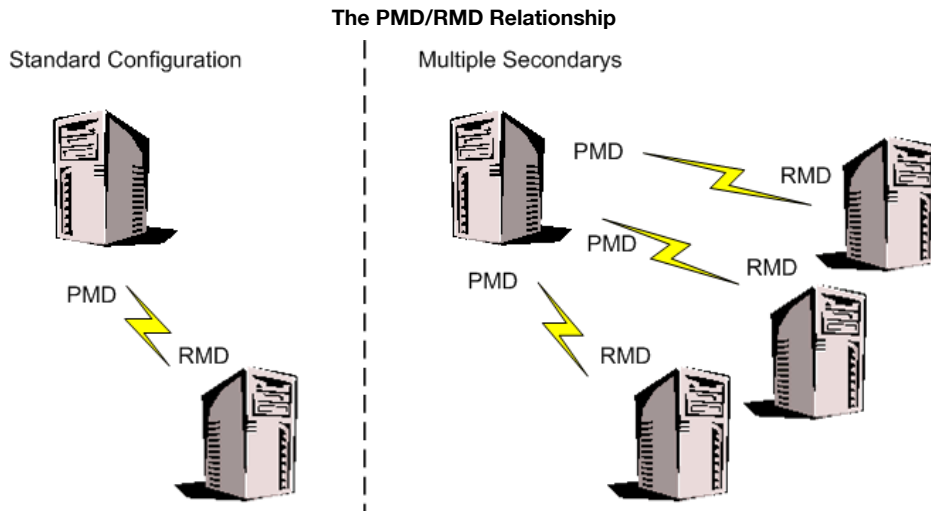 The PMD/RMD Relationship
Standard Configuration
Multiple Secondarys
PMD
RMD
PMD
RMD
PMD
RMD
PMD
RMD